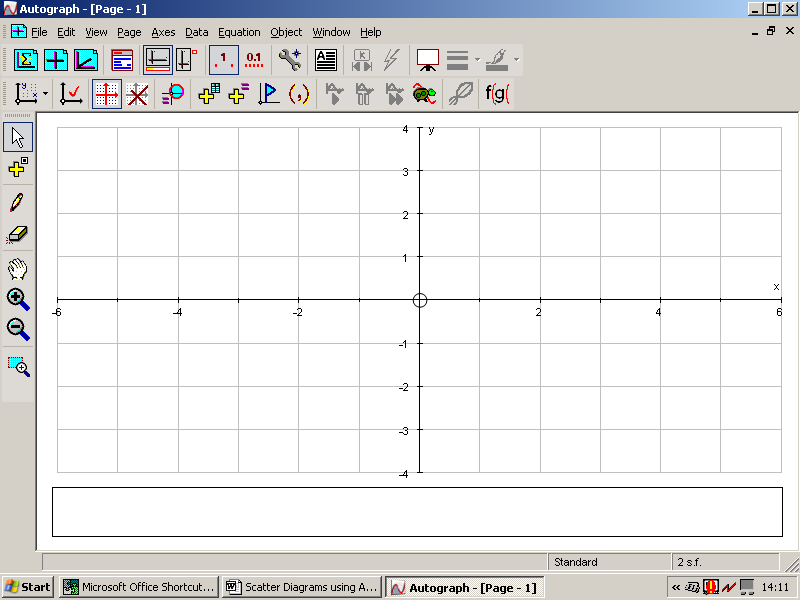 Autograph - [Page - 1]
File Edit View Page Axes Data Equation Object Window Help
Σ .1. 0.1 A K
y (,) f(g(
4 y
3
2
1
x
-6 -4 -2 2 4 6
-1
-2
-3
-4
Standard 2 s.f.
Start Microsoft Office Shortcut... Scatter Diagrams using A... Autograph - [Page - 1] « 14:11